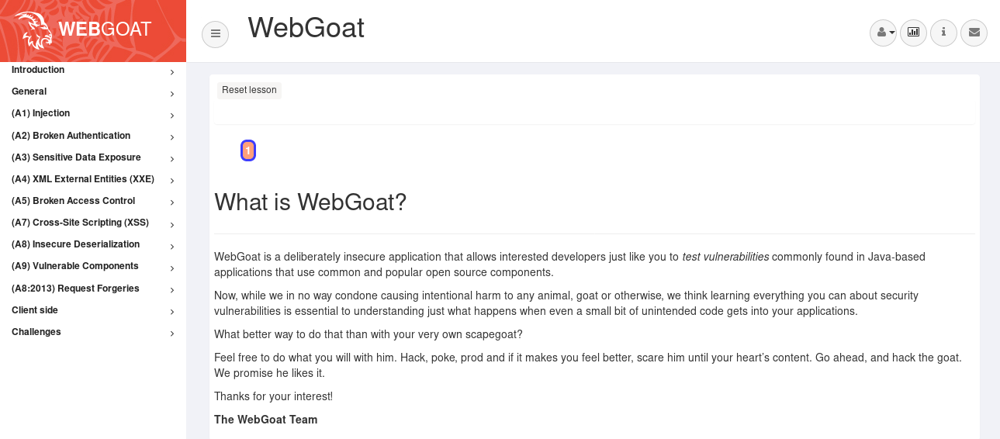 WEBGOAT
WebGoat
Introduction
General
(A1) Injection
(A2) Broken Authentication
(A3) Sensitive Data Exposure
(A4) XML External Entities (XXE)
(A5) Broken Access Control
(A7) Cross-Site Scripting (XSS)
(A8) Insecure Deserialization
(A9) Vulnerable Components
(A8:2013) Request Forgeries
Client side
Challenges
Reset lesson
1
What is WebGoat?
WebGoat is a deliberately insecure application that allows interested developers just like you to test vulnerabilities commonly found in Java-based
applications that use common and popular open source components.
Now, while we in no way condone causing intentional harm to any animal, goat or otherwise, we think learning everything you can about security
vulnerabilities is essential to understanding just what happens when even a small bit of unintended code gets into your applications.
What better way to do that than with your very own scapegoat?
Feel free to do what you will with him. Hack, poke, prod and if it makes you feel better, scare him until your heart’s content. Go ahead, and hack the goat.
We promise he likes it.
Thanks for your interest!
The WebGoat Team